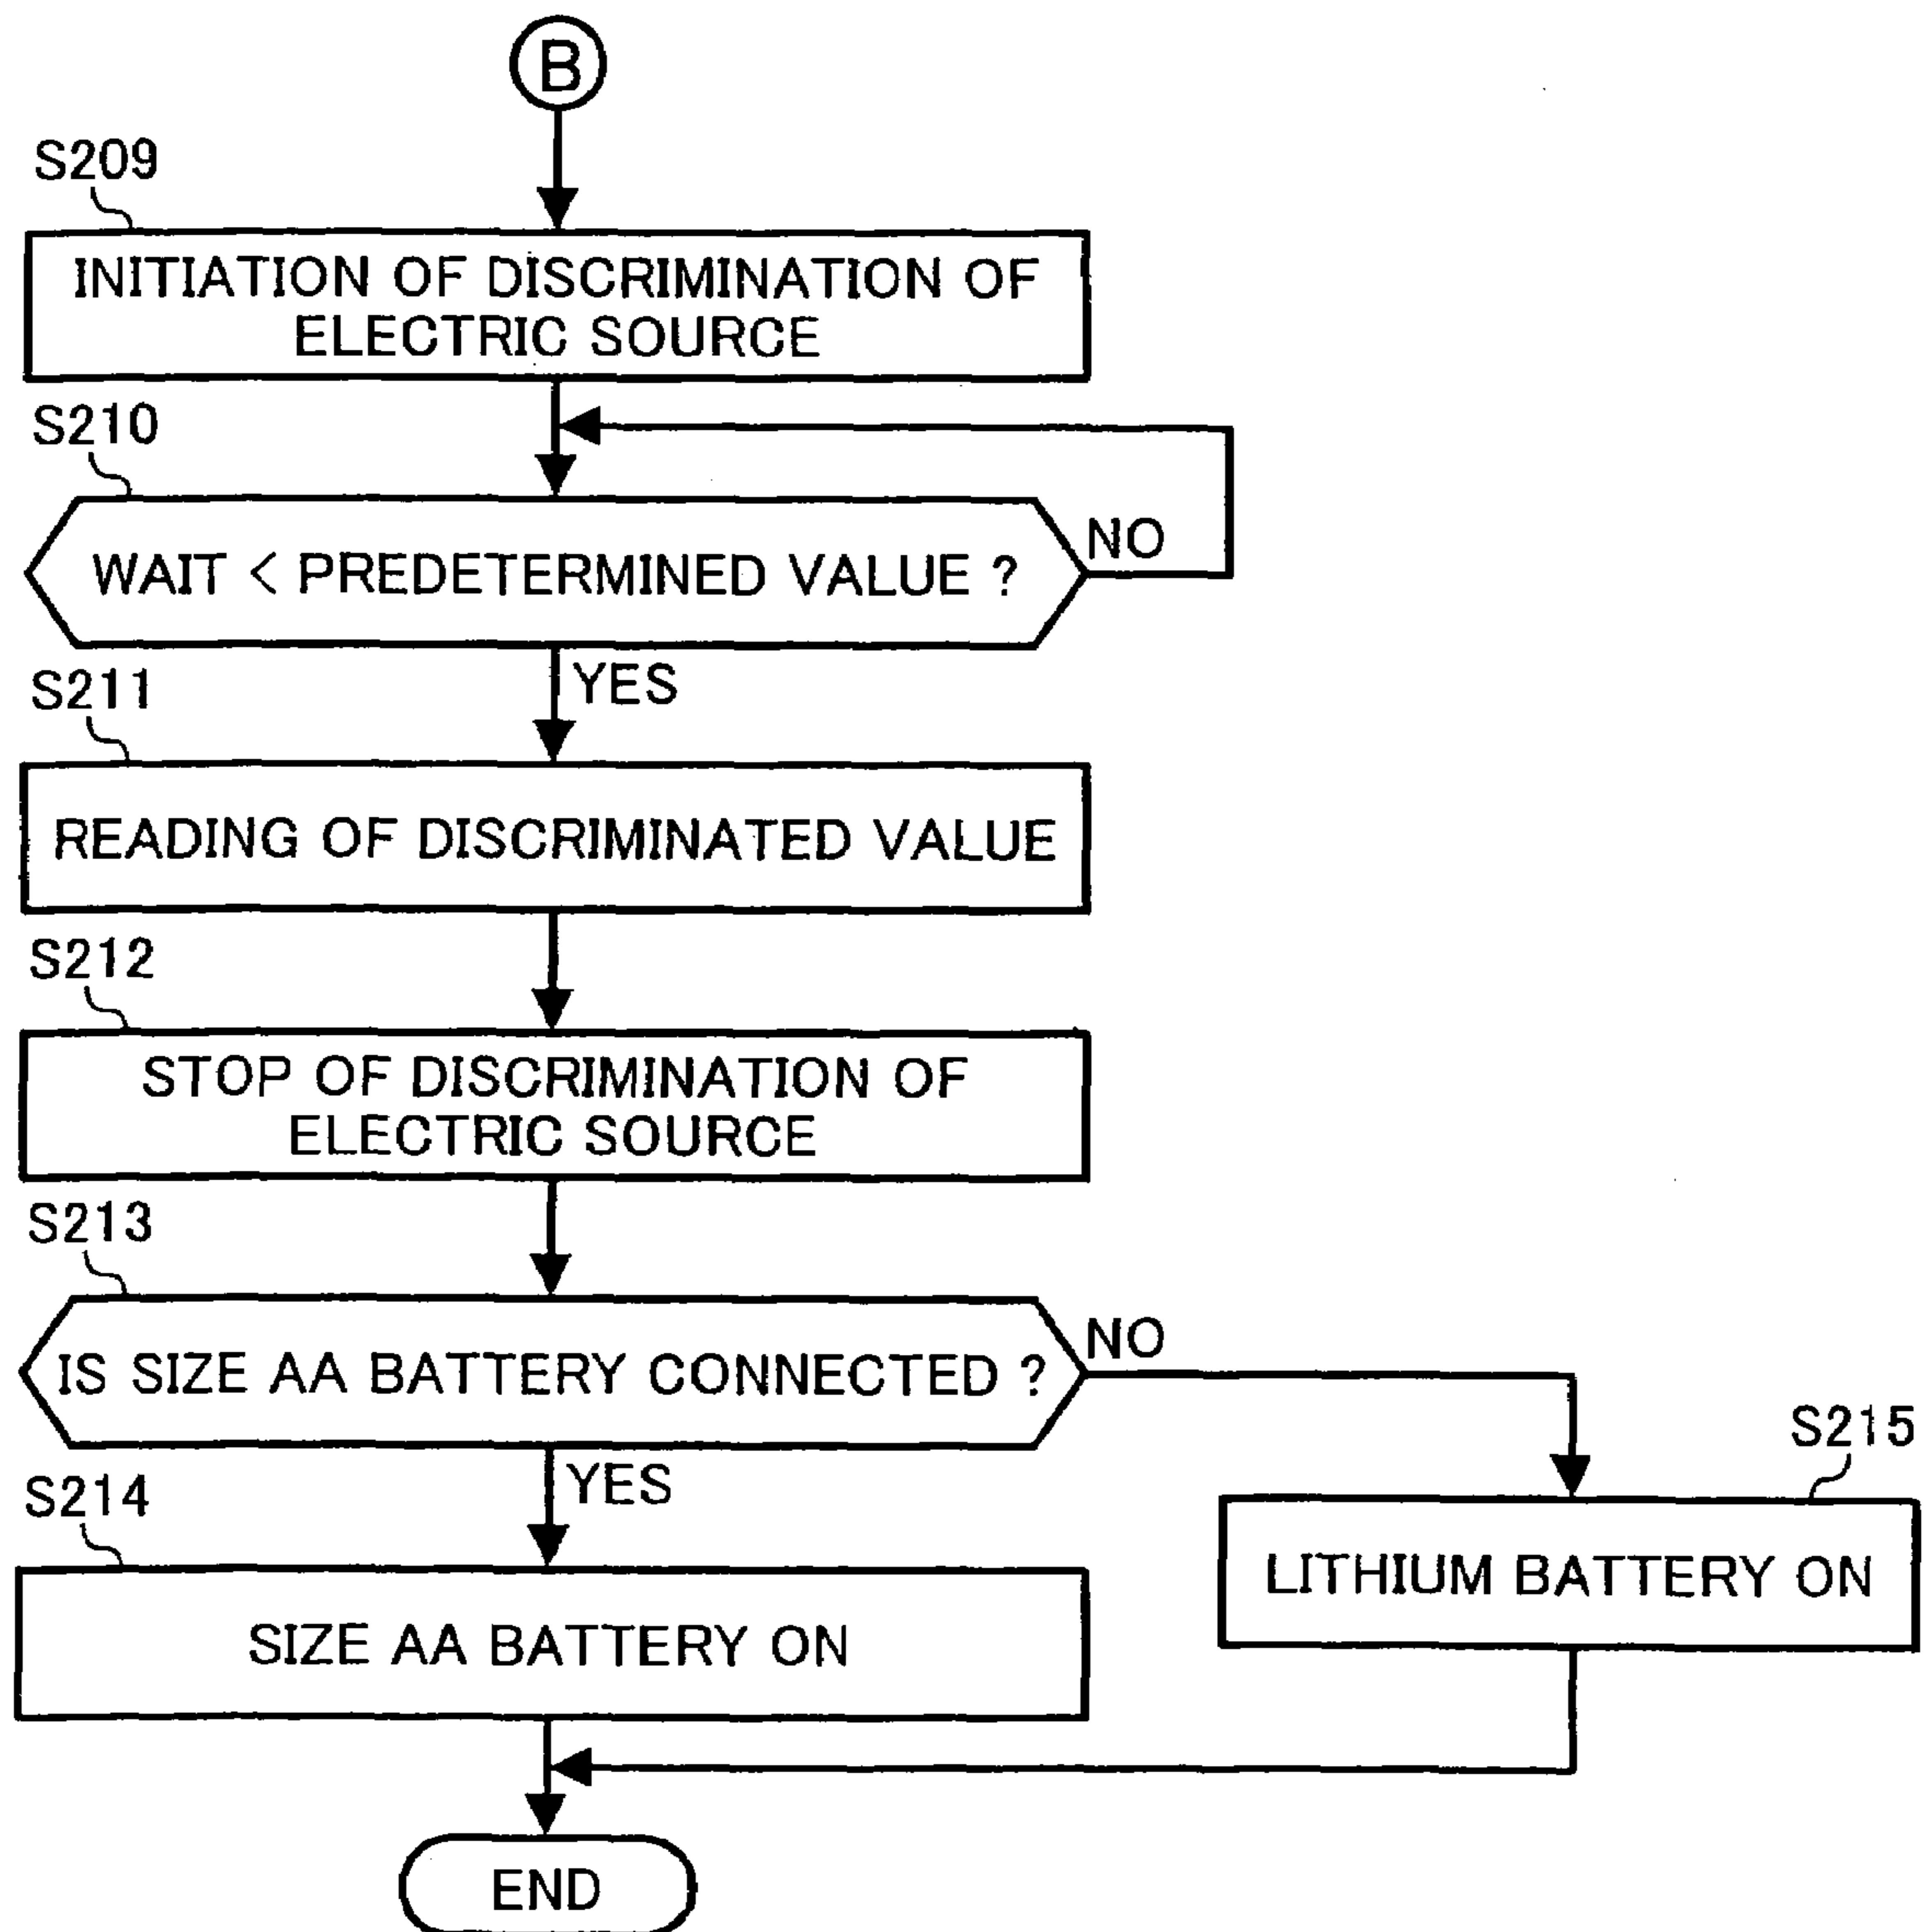 B
S209
INITIATION OF DISCRIMINATION OF
ELECTRIC SOURCE
S210
WAIT < PREDETERMINED VALUE ?
NO
YES
S211
READING OF DISCRIMINATED VALUE
S212
STOP OF DISCRIMINATION OF
ELECTRIC SOURCE
S213
IS SIZE AA BATTERY CONNECTED ?
NO
YES
S214
SIZE AA BATTERY ON
S215
LITHIUM BATTERY ON
END